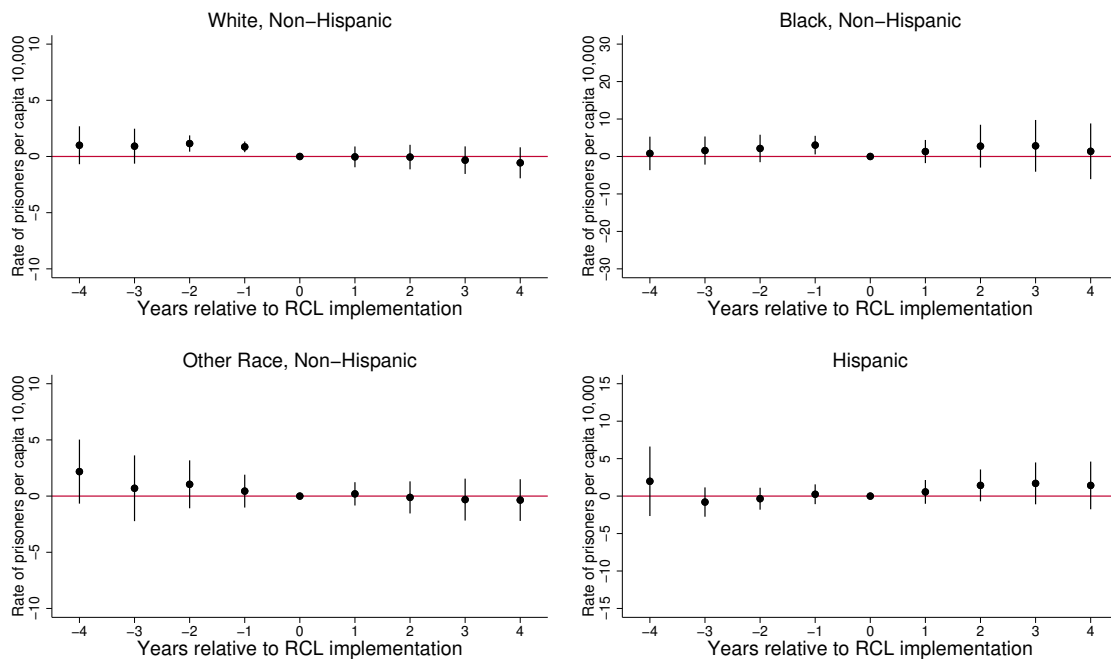 White, Non−Hispanic
Rate of prisoners per capita 10,000
10
5
0
−5
−10
−4 −3 −2 −1 0 1 2 3 4
Years relative to RCL implementation
Black, Non−Hispanic
Rate of prisoners per capita 10,000
30
20
10
0
−10
−20
−30
−4 −3 −2 −1 0 1 2 3 4
Years relative to RCL implementation
Other Race, Non−Hispanic
Rate of prisoners per capita 10,000
10
5
0
−5
−10
−4 −3 −2 −1 0 1 2 3 4
Years relative to RCL implementation
Hispanic
Rate of prisoners per capita 10,000
15
10
5
0
−5
−10
−15
−4 −3 −2 −1 0 1 2 3 4
Years relative to RCL implementation